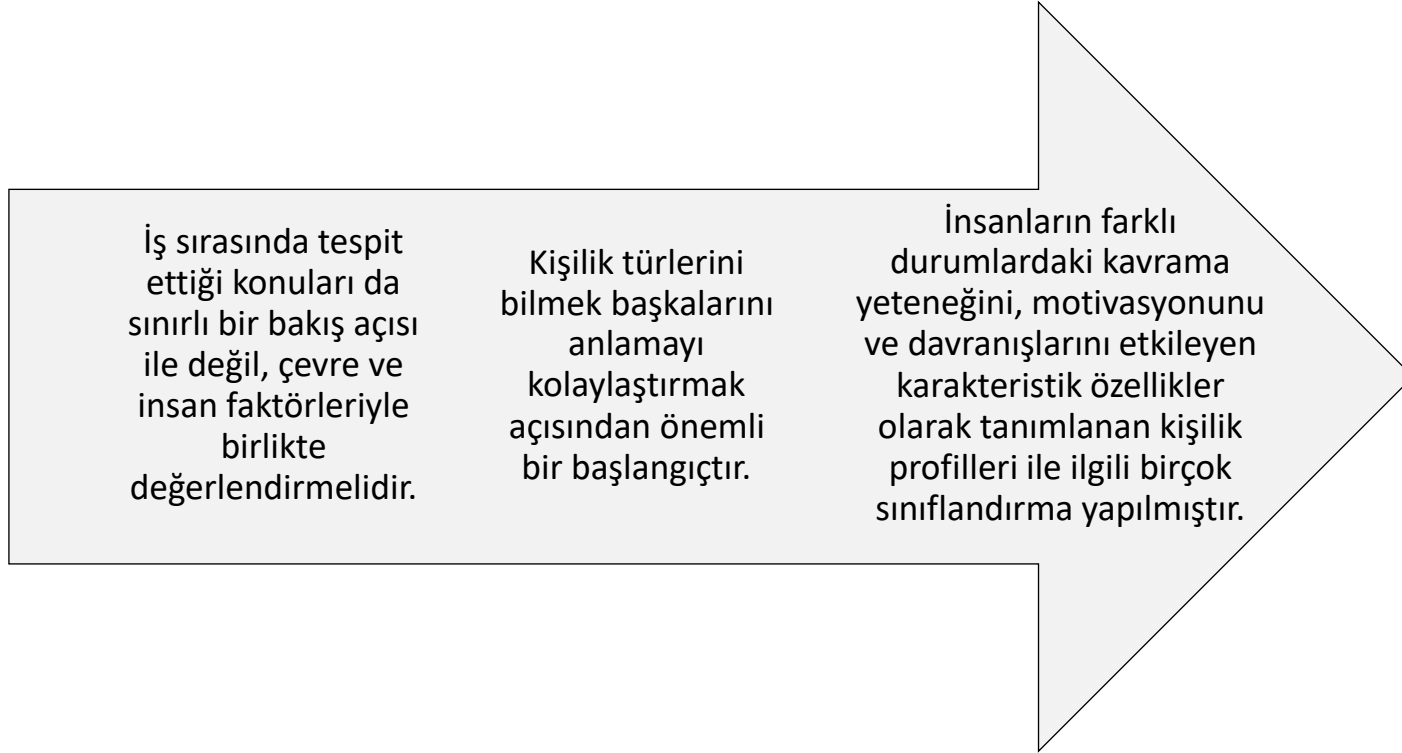 İş sırasında tespit
ettiği konuları da
sınırlı bir bakış açısı
ile değil, çevre ve
insan faktörleriyle
birlikte
değerlendirmelidir.
Kişilik türlerini
bilmek başkalarını
anlamayı
kolaylaştırmak
açısından önemli
bir başlangıçtır.
İnsanların farklı
durumlardaki kavrama
yeteneğini, motivasyonunu
ve davranışlarını etkileyen
karakteristik özellikler
olarak tanımlanan kişilik
profilleri ile ilgili birçok
sınıflandırma yapılmıştır.